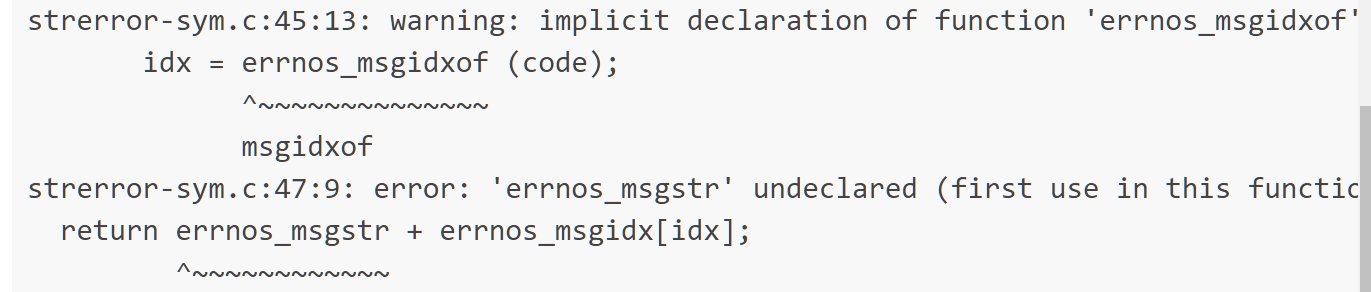 strerror-sym.c:45:13: warning: implicit declaration of function 'errnos_msgidxof'
idx = errnos_msgidxof (code);
^~~~~~~~~~~~~~~
msgidxof
strerror-sym.c:47:9: error: 'errnos_msgstr' undeclared (first use in this functio
return errnos_msgstr + errnos_msgidx[idx];
^~~~~~~~~~~~~